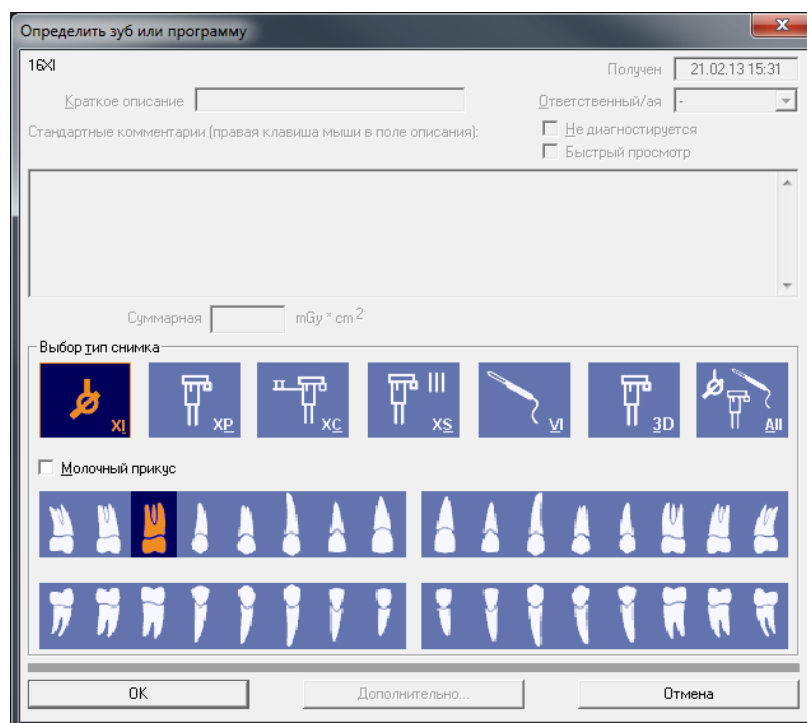 Определить зуб или программу
16XI
Получен 21.02.13 15:31
Краткое описание Ответственный/ая -
Стандартные комментарии (правая клавиша мыши в поле описания): Не диагностируется
Быстрый просмотр
Суммарная mGy * cm 2
Выбор тип снимка
XI XP XC XS VI 3D All
Молочный прикус
OK Дополнительно... Отмена